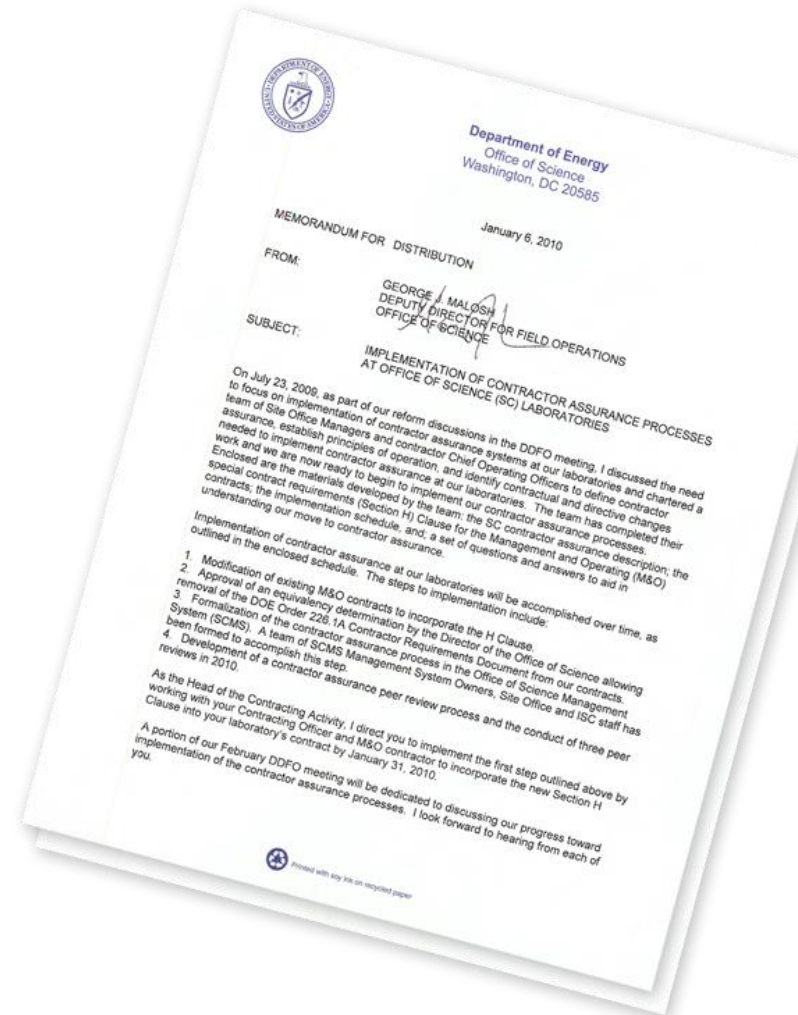 DEPARTMENT OF ENERGY
UNITED STATES OF AMERICA
Department of Energy
Office of Science
Washington, DC 20585
January 6, 2010
MEMORANDUM FOR DISTRIBUTION
FROM:
GEORGE J. MALOSH
DEPUTY DIRECTOR FOR FIELD OPERATIONS
OFFICE OF SCIENCE
SUBJECT:
IMPLEMENTATION OF CONTRACTOR ASSURANCE PROCESSES
AT OFFICE OF SCIENCE (SC) LABORATORIES
On July 23, 2009, as part of our reform discussions in the DDFO meeting, I discussed the need
to focus on implementation of contractor assurance systems at our laboratories and chartered a
team of Site Office Managers and contractor Chief Operating Officers to define contractor
assurance, establish principles of operation, and identify contractual and directive changes
needed to implement contractor assurance at our laboratories. The team has completed their
work and we are now ready to begin to implement our contractor assurance processes.
Enclosed are the materials developed by the team: the SC contractor assurance description; the
special contract requirements (Section H) Clause for the Management and Operating (M&O)
contracts; the implementation schedule, and; a set of questions and answers to aid in
understanding our move to contractor assurance.
Implementation of contractor assurance at our laboratories will be accomplished over time, as
outlined in the enclosed schedule. The steps to implementation include:
1. Modification of existing M&O contracts to incorporate the H Clause.
2. Approval of an equivalency determination by the Director of the Office of Science allowing
removal of the DOE Order 226.1A Contractor Requirements Document from our contracts.
3. Formalization of the contractor assurance process in the Office of Science Management
System (SCMS). A team of SCMS Management System Owners, Site Office and ISC staff has
been formed to accomplish this step.
4. Development of a contractor assurance peer review process and the conduct of three peer
reviews in 2010.
As the Head of the Contracting Activity, I direct you to implement the first step outlined above by
working with your Contracting Officer and M&O contractor to incorporate the new Section H
Clause into your laboratory's contract by January 31, 2010.
A portion of our February DDFO meeting will be dedicated to discussing our progress toward
implementation of the contractor assurance processes. I look forward to hearing from each of
you.
Printed with soy ink on recycled paper